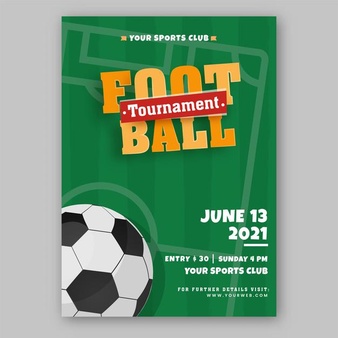 YOUR SPORTS CLUB
FOOT
Tournament
BALL
JUNE 13
2021
ENTRY $ 30 | SUNDAY 4 PM
YOUR SPORTS CLUB
FOR FURTHER DETAILS VISIT:
WWW.YOURWEB.COM